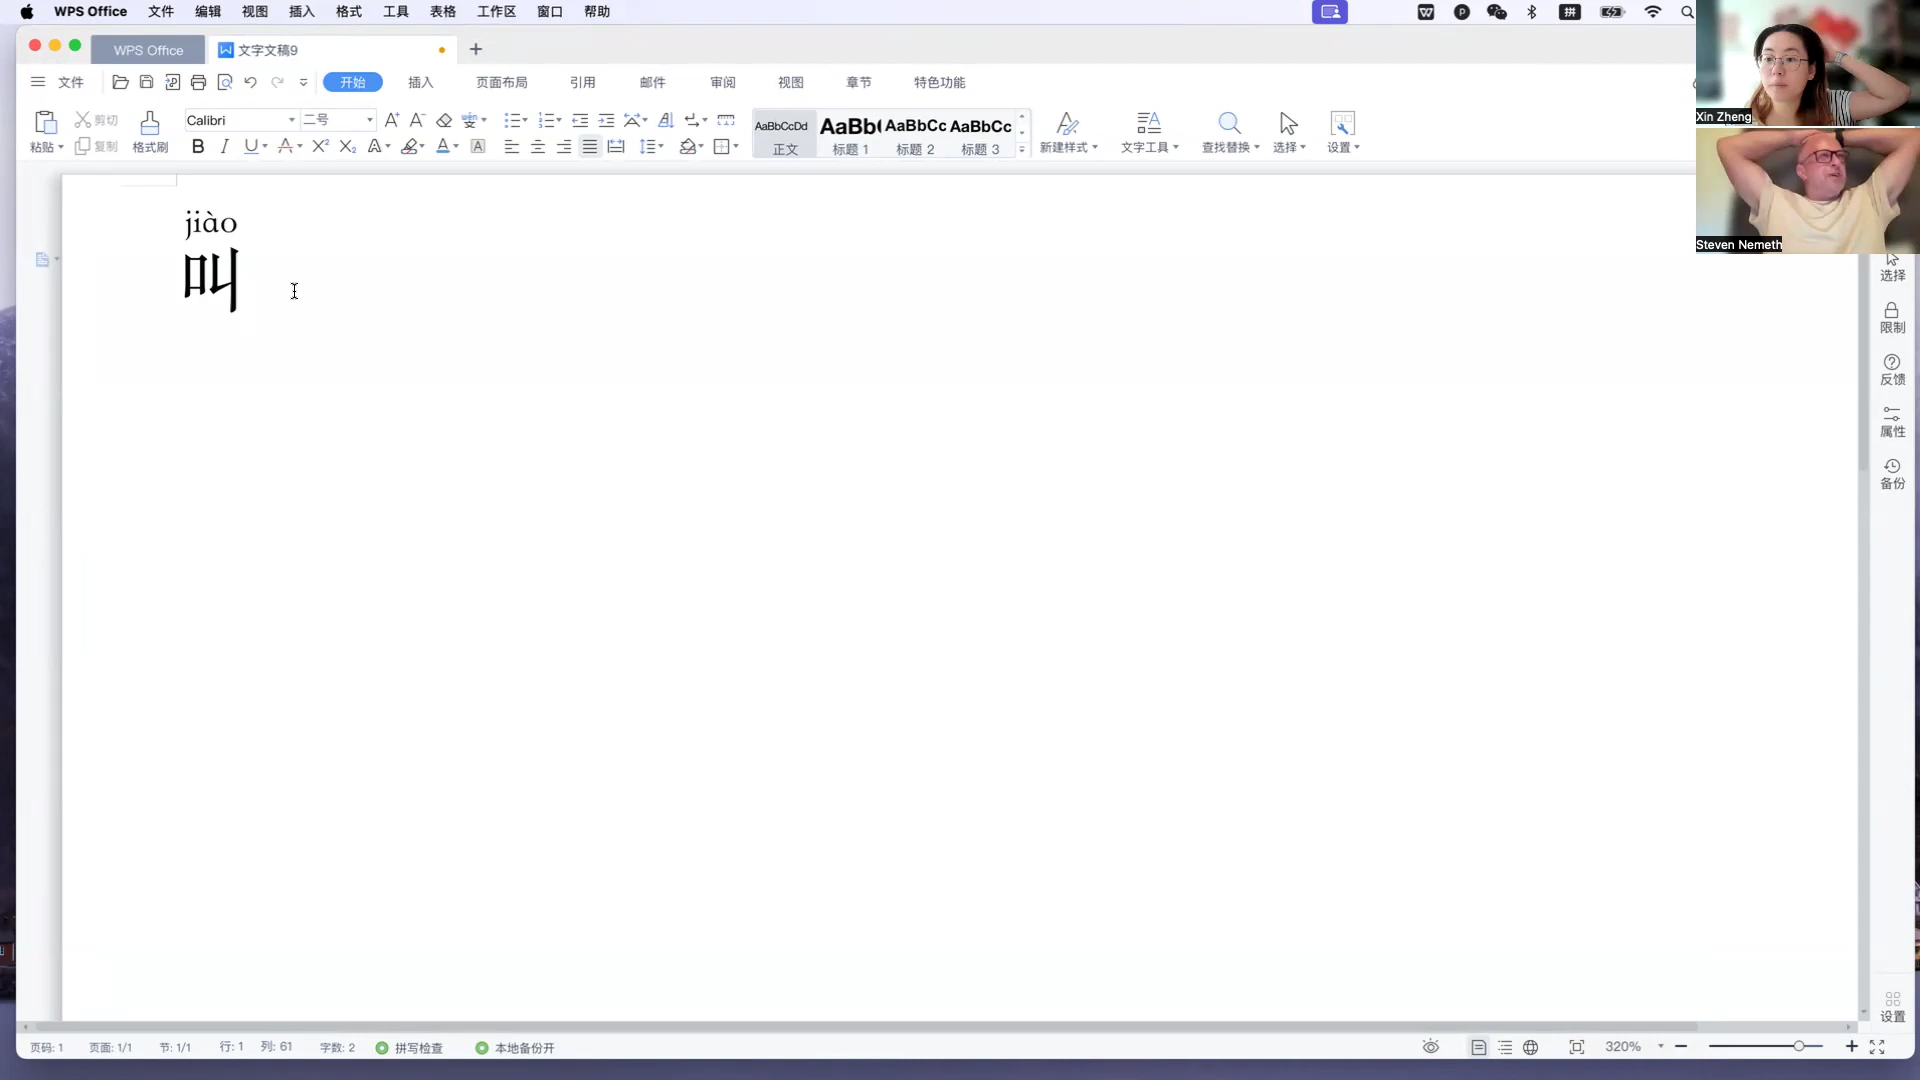 WPS Office 文件 编辑 视图 插入 格式 工具 表格 工作区 窗口 帮助
WPS Office 文字文稿9
文件 开始 插入 页面布局 引用 邮件 审阅 视图 章节 特色功能
Calibri 二号
粘贴 剪切 复制 格式刷
AaBbCcDd AaBb( AaBbCc AaBbCc
正文 标题 1 标题 2 标题 3
新建样式 文字工具 查找替换 选择 设置
Xin Zheng
Steven Nemeth
jiào
叫
选择
限制
反馈
属性
备份
设置
页码: 1 页面: 1/1 节: 1/1 行: 1 列: 61 字数: 2 拼写检查 本地备份开 320%